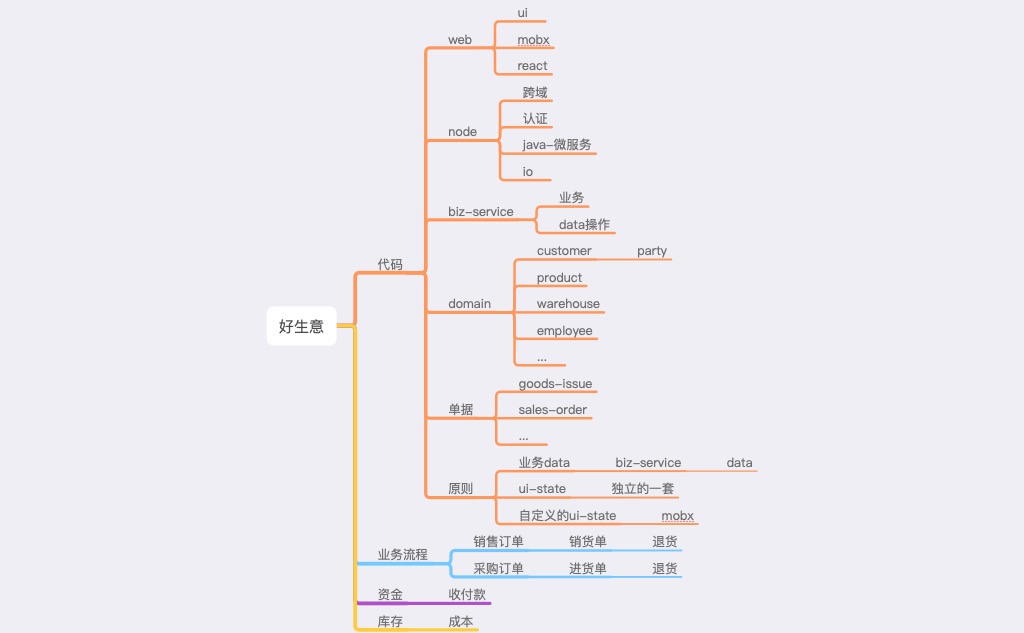 ui
web
mobx
react
跨域
认证
node
java-微服务
io
业务
biz-service
data操作
customer party
代码
product
domain
warehouse
好生意
employee
...
goods-issue
单据
sales-order
...
业务data biz-service data
原则
ui-state 独立的一套
自定义的ui-state mobx
销售订单 销货单 退货
业务流程
采购订单 进货单 退货
资金 收付款
库存 成本